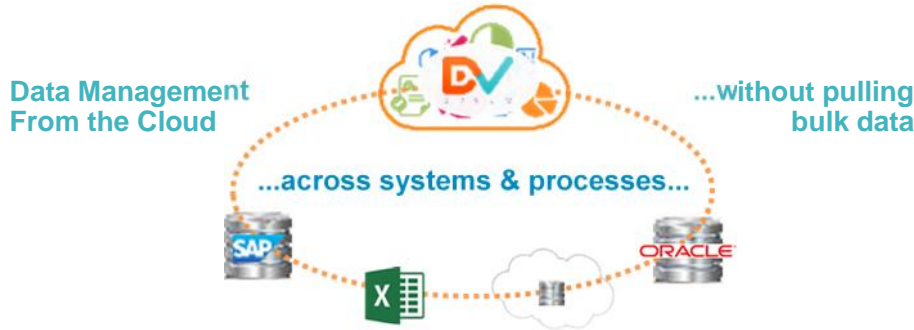 DV
Data Management
From the Cloud
...without pulling
bulk data
...across systems & processes...
SAP
ORACLE
X